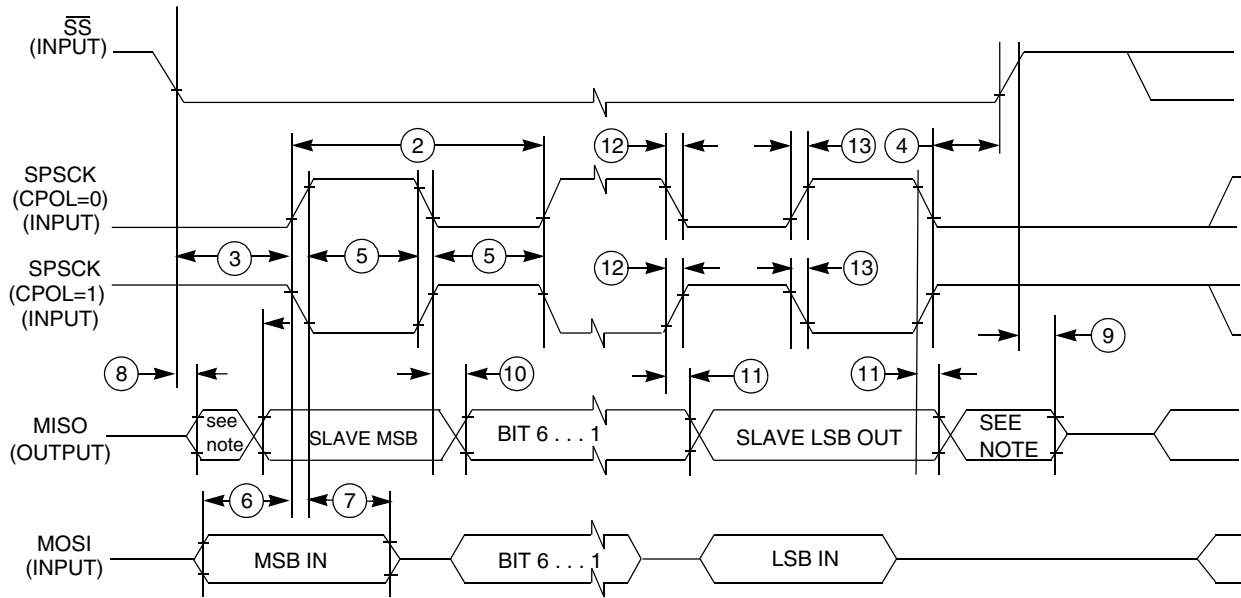 SS
(INPUT)
2
12
13
4
SPSCK
(CPOL=0)
(INPUT)
3
5
5
SPSCK
(CPOL=1)
(INPUT)
12
13
8
10
11
11
9
MISO
(OUTPUT)
see
note
SLAVE MSB
BIT 6 . . . 1
SLAVE LSB OUT
SEE
NOTE
6
7
MOSI
(INPUT)
MSB IN
BIT 6 . . . 1
LSB IN